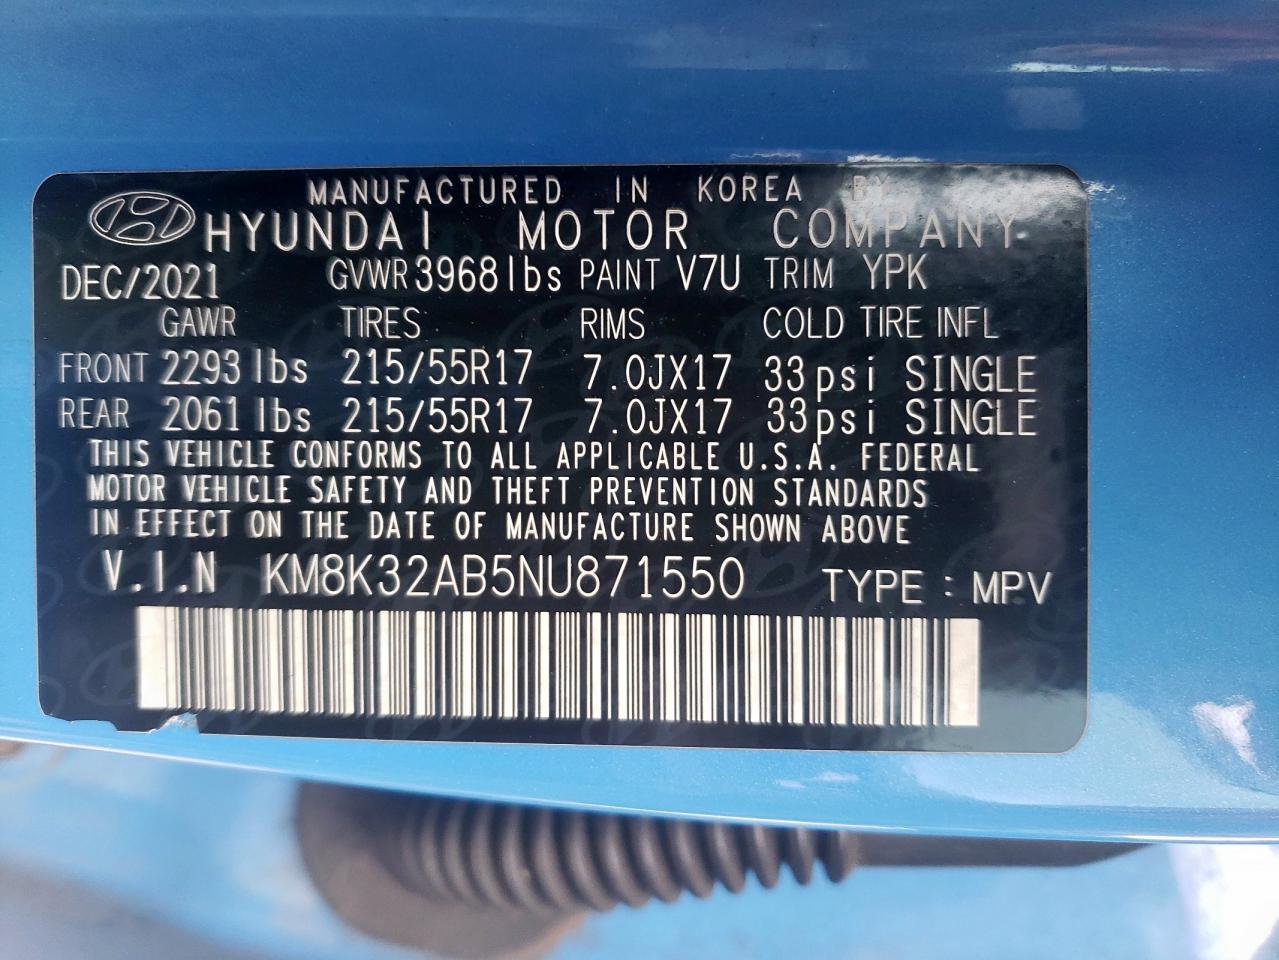 MANUFACTURED IN KOREA BY
HYUNDAI MOTOR COMPANY
DEC/2021 GVWR 3968lbs PAINT V7U TRIM YPK
GAWR TIRES RIMS COLD TIRE INFL
FRONT 2293 lbs 215/55R17 7.0JX17 33psi SINGLE
REAR 2061 lbs 215/55R17 7.0JX17 33psi SINGLE
THIS VEHICLE CONFORMS TO ALL APPLICABLE U.S.A. FEDERAL
MOTOR VEHICLE SAFETY AND THEFT PREVENTION STANDARDS
IN EFFECT ON THE DATE OF MANUFACTURE SHOWN ABOVE
V.I.N KM8K32AB5NU871550 TYPE : MPV